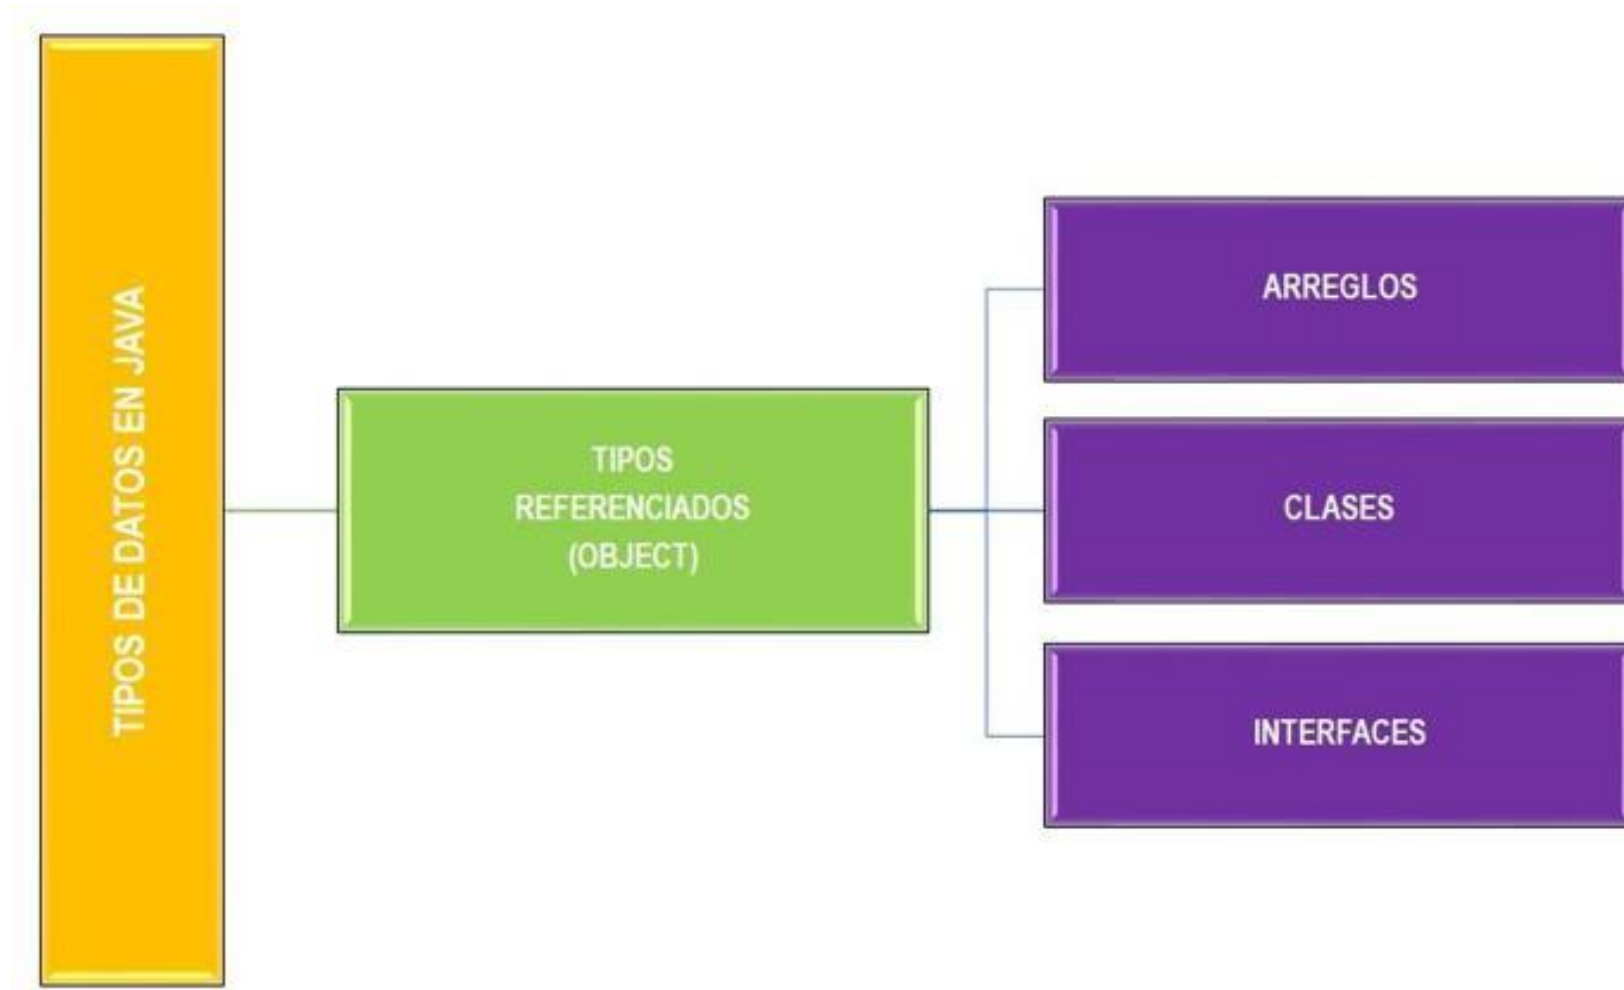 TIPOS DE DATOS EN JAVA
TIPOS
REFERENCIADOS
(OBJECT)
ARREGLOS
CLASES
INTERFACES